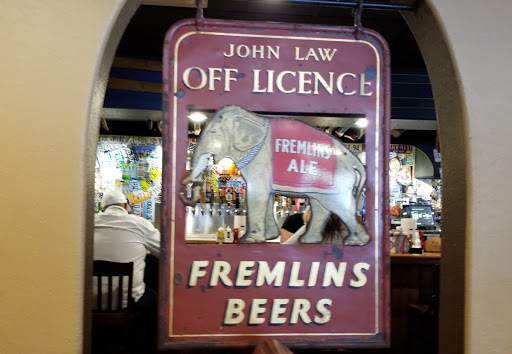 JOHN LAW
OFF LICENCE
FREMLINS
ALE
FREMLINS
BEERS